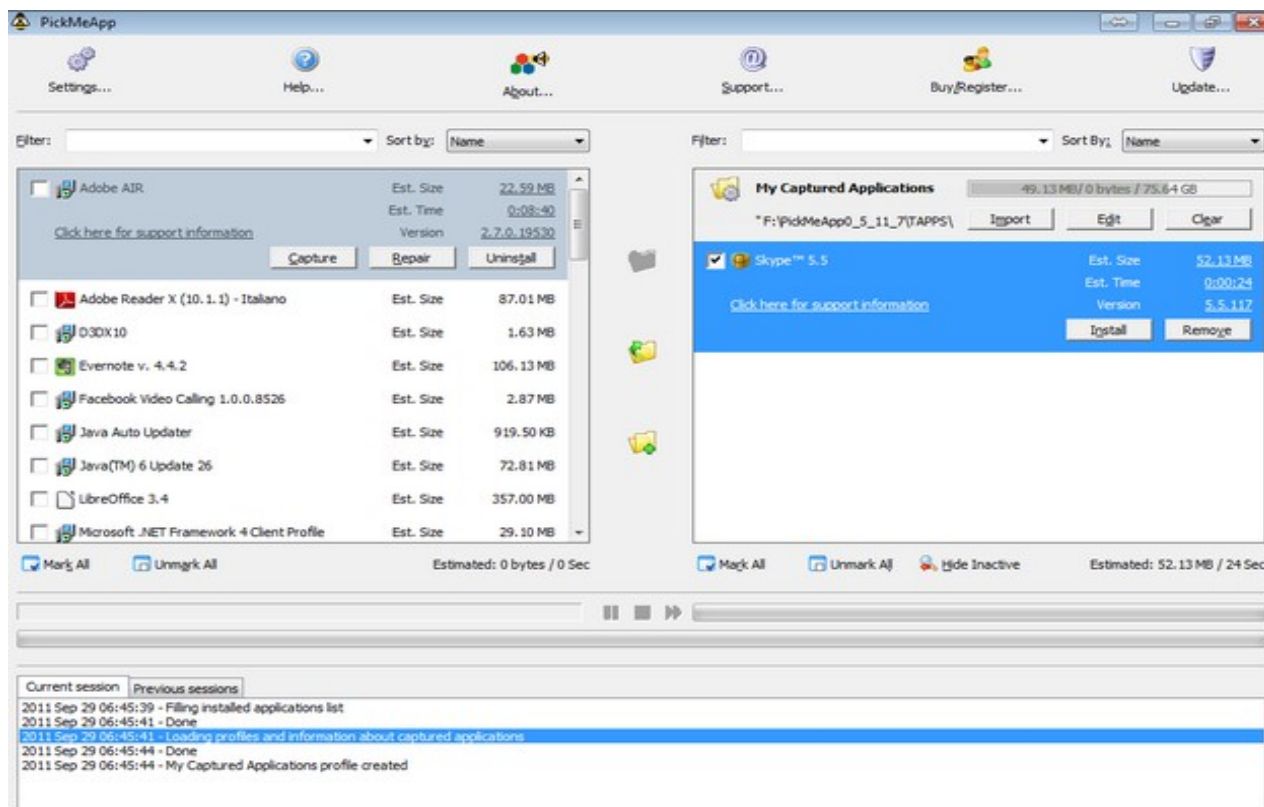 PickMeApp
Settings... Help... About... Support... Buy/Register... Update...
Filter: Sort by: Name
Adobe AIR Est. Size 22.59 MB
Est. Time 0:08:40
Click here for support information Version 2.7.0.19530
Capture Repair Uninstall
Adobe Reader X (10.1.1) - Italiano Est. Size 87.01 MB
D3DX10 Est. Size 1.63 MB
Evernote v. 4.4.2 Est. Size 106.13 MB
Facebook Video Calling 1.0.0.8526 Est. Size 2.87 MB
Java Auto Updater Est. Size 919.50 KB
Java(TM) 6 Update 26 Est. Size 72.81 MB
LibreOffice 3.4 Est. Size 357.00 MB
Microsoft .NET Framework 4 Client Profile Est. Size 29.10 MB
Mark All Unmark All Estimated: 0 bytes / 0 Sec
Filter: Sort By: Name
My Captured Applications 49.13 MB/ 0 bytes / 75.64 GB
"F:\PickMeApp0_5_11_7\TAPPS\ Import Edit Clear
Skype™ 5.5 Est. Size 52.13 MB
Est. Time 0:00:24
Click here for support information Version 5.5.117
Install Remove
Mark All Unmark All Hide Inactive Estimated: 52.13 MB / 24 Sec
Current session Previous sessions
2011 Sep 29 06:45:39 - Filling installed applications list
2011 Sep 29 06:45:41 - Done
2011 Sep 29 06:45:41 - Loading profiles and information about captured applications
2011 Sep 29 06:45:44 - Done
2011 Sep 29 06:45:44 - My Captured Applications profile created